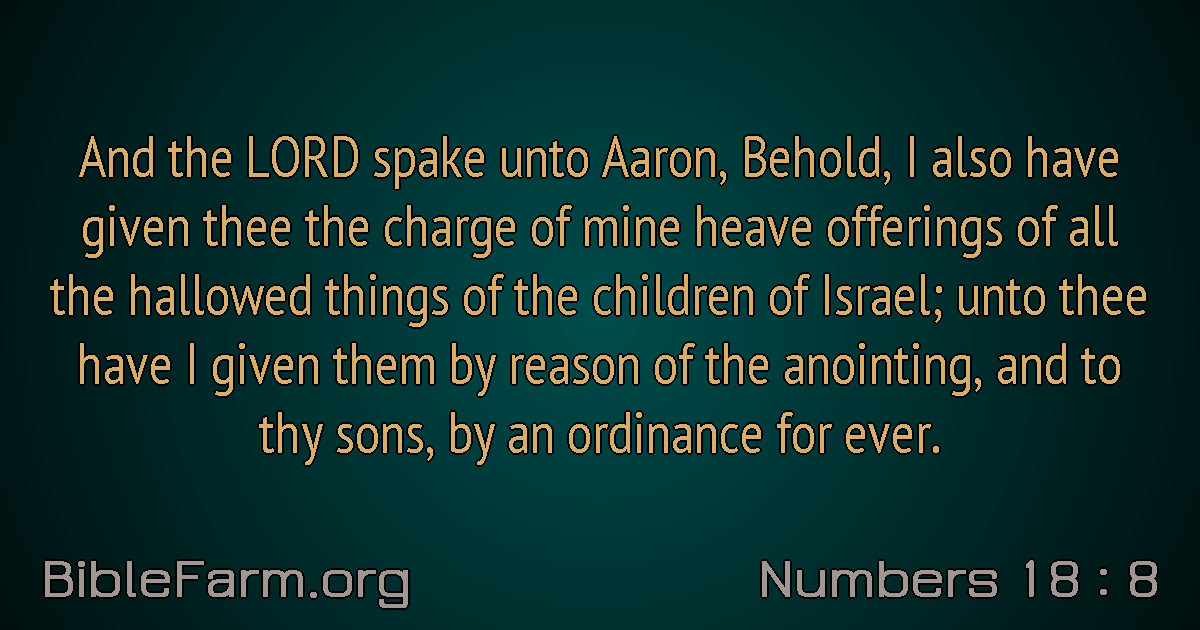 And the LORD spake unto Aaron, Behold, I also have
given thee the charge of mine heave offerings of all
the hallowed things of the children of Israel; unto thee
have I given them by reason of the anointing, and to
thy sons, by an ordinance for ever.
BibleFarm.org
Numbers 18 : 8